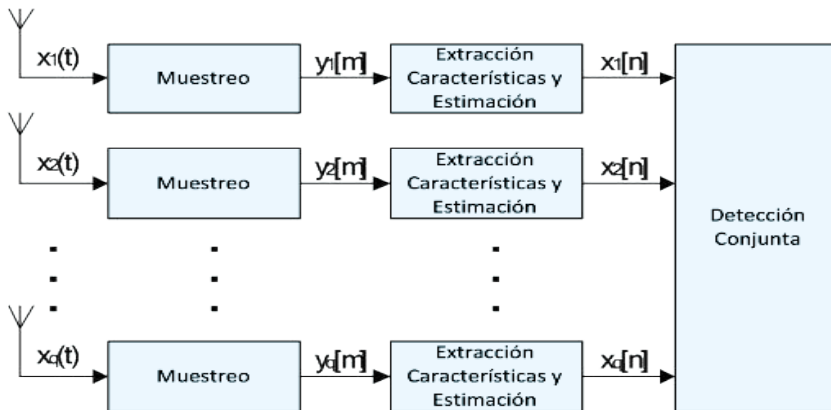 x1(t)
Muestreo
y1[m]
Extracción
Características y
Estimación
x1[n]
x2(t)
Muestreo
y2[m]
Extracción
Características y
Estimación
x2[n]
Detección
Conjunta
xq(t)
Muestreo
yq[m]
Extracción
Características y
Estimación
xq[n]